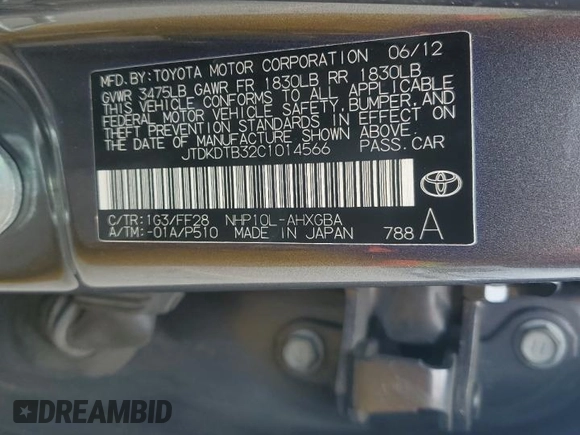 MFD.BY:TOYOTA MOTOR CORPORATION 06/12
GVWR 3475LB GAWR FR 1830LB RR 1830LB
THIS VEHICLE CONFORMS TO ALL APPLICABLE
FEDERAL MOTOR VEHICLE SAFETY,BUMPER,AND
THEFT PREVENTION STANDARDS IN EFFECT ON
THE DATE OF MANUFACTURE SHOWN ABOVE.
JTDKDTB32C1014566 PASS.CAR
C/TR:1G3/FF28 NHP10L-AHXGBA
A/TM:-01A/P510 MADE IN JAPAN 788 A
DREAMBID